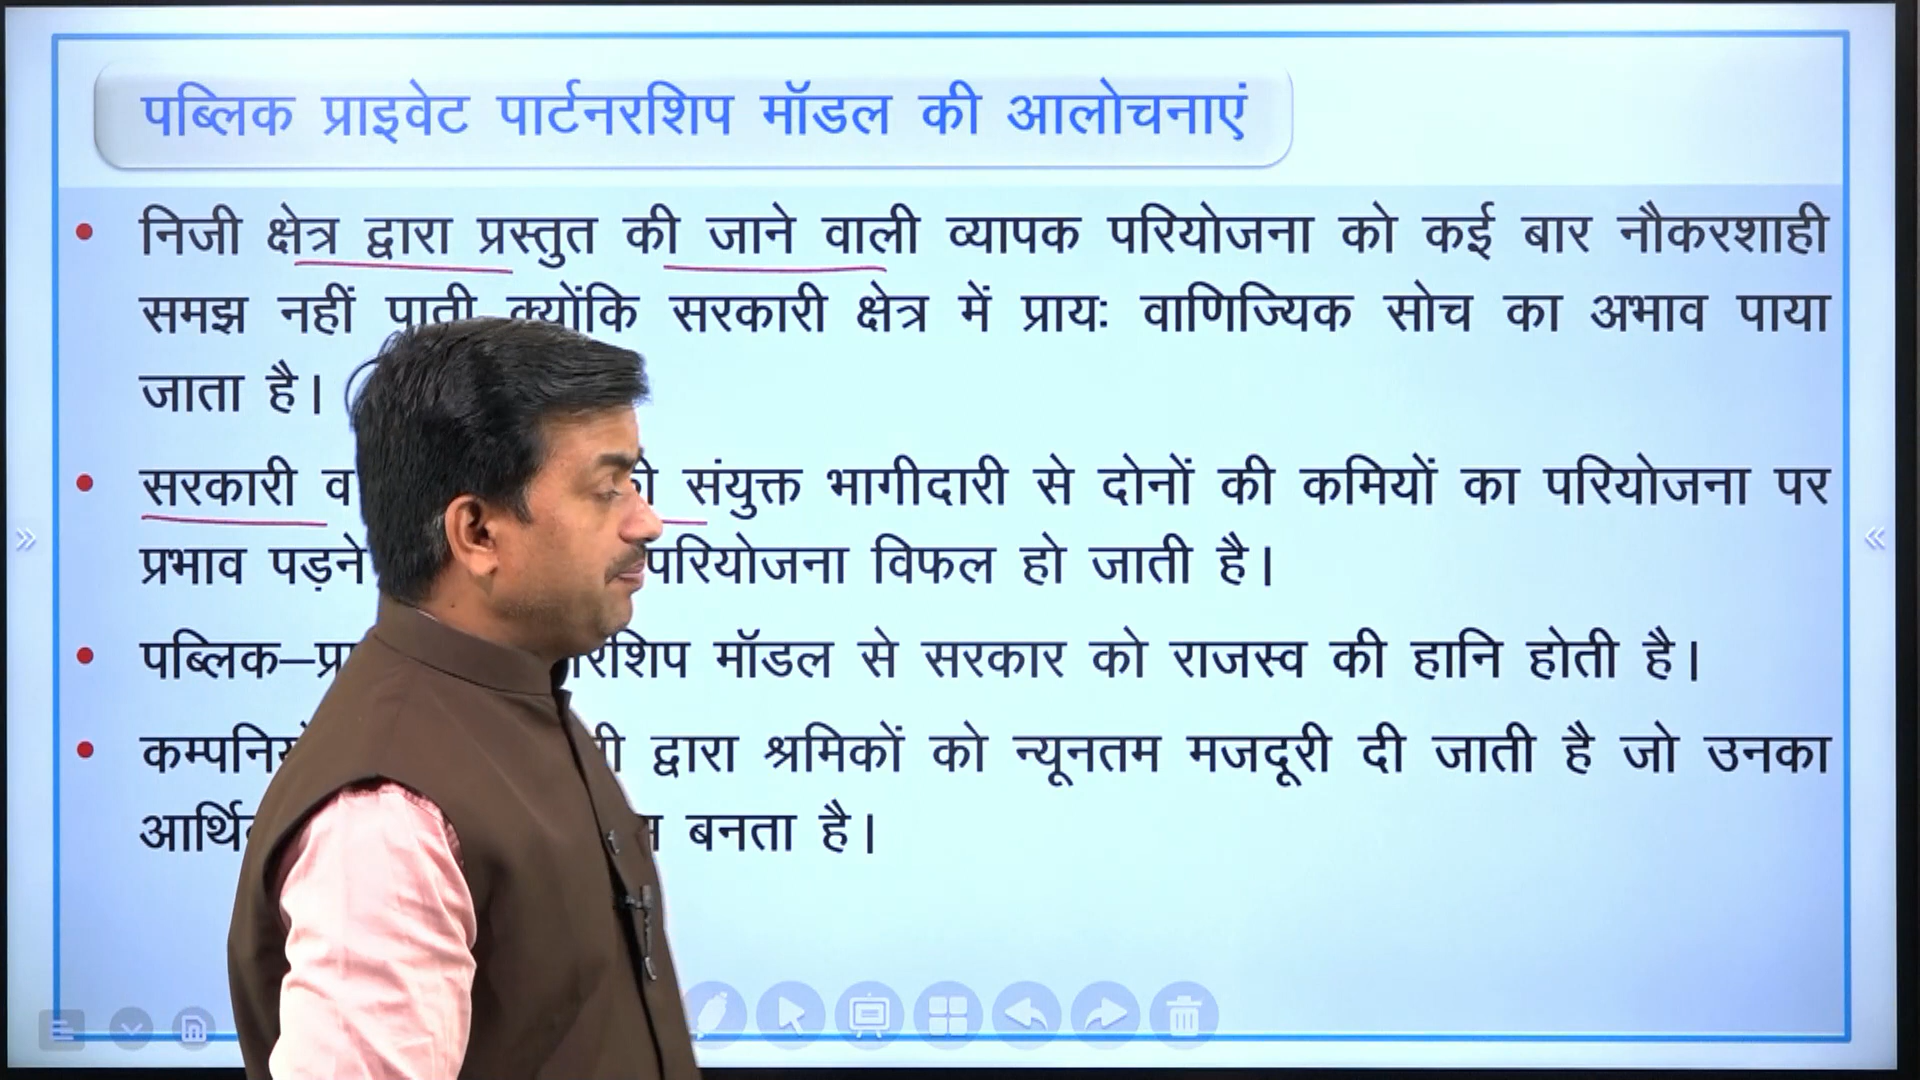 पब्लिक प्राइवेट पार्टनरशिप मॉडल की आलोचनाएं
निजी क्षेत्र द्वारा प्रस्तुत की जाने वाली व्यापक परियोजना को कई बार नौकरशाही
समझ नहीं पाती क्योंकि सरकारी क्षेत्र में प्रायः वाणिज्यिक सोच का अभाव पाया
जाता है।
सरकारी संयुक्त भागीदारी से दोनों की कमियों का परियोजना पर
प्रभाव पड़ने परियोजना विफल हो जाती है।
पब्लिक– मॉडल से सरकार को राजस्व की हानि होती है।
द्वारा श्रमिकों को न्यूनतम मजदूरी दी जाती है जो उनका
बनता है।